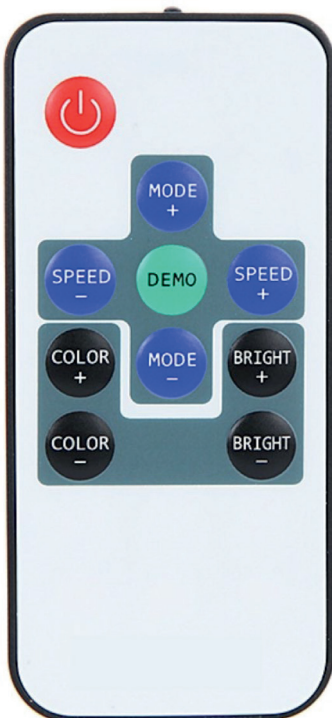 MODE
+
SPEED
-
DEMO
SPEED
+
COLOR
+
MODE
-
BRIGHT
+
COLOR
-
BRIGHT
-